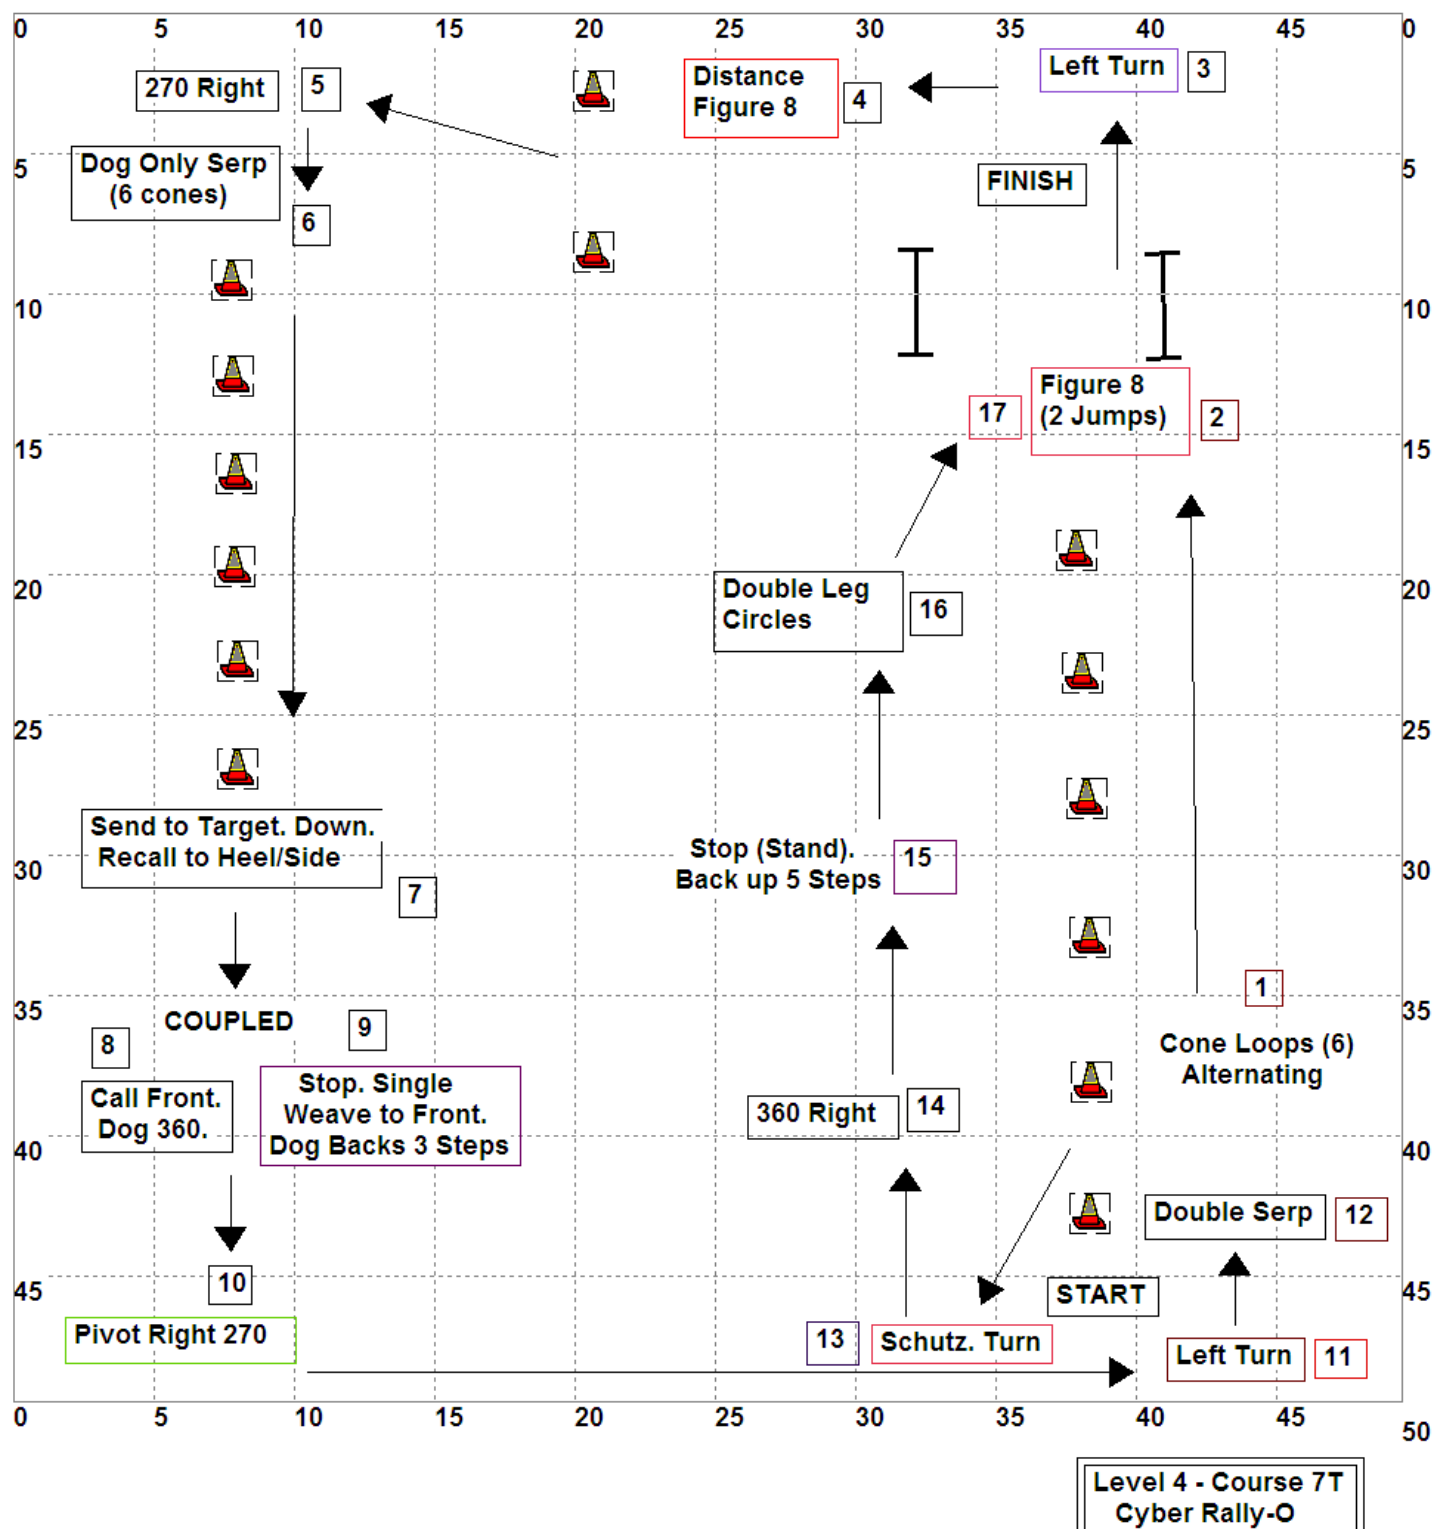 0 5 10 15 20 25 30 35 40 45 0
270 Right 5
Distance
Figure 8 4
Left Turn 3
5 5
Dog Only Serp
(6 cones)
6
FINISH
10 10
Figure 8
(2 Jumps)
17
2
15 15
20 20
Double Leg
Circles
16
25 25
Send to Target. Down.
Recall to Heel/Side
7
Stop (Stand).
Back up 5 Steps
15
30 30
1
35 35
COUPLED
8
9
Call Front.
Dog 360.
Stop. Single
Weave to Front.
Dog Backs 3 Steps
Cone Loops (6)
Alternating
360 Right 14
40 40
Double Serp 12
45 45
10
START
Pivot Right 270
13 Schutz. Turn
Left Turn 11
0 5 10 15 20 25 30 35 40 45 50
Level 4 - Course 7T
Cyber Rally-O